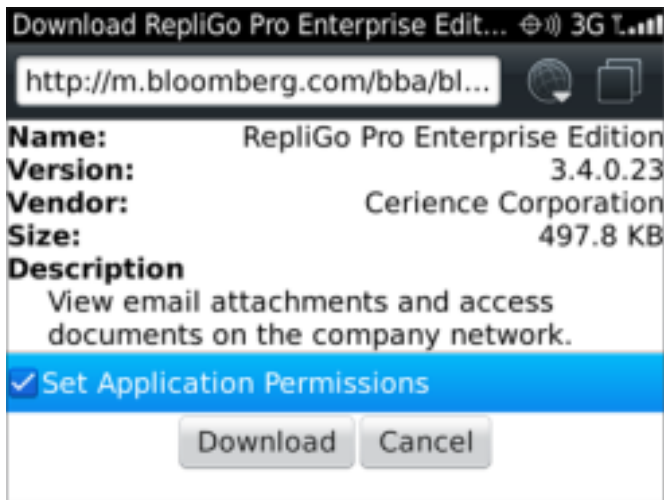 Download RepliGo Pro Enterprise Edit... 3G
http://m.bloomberg.com/bba/bl...
Name: RepliGo Pro Enterprise Edition
Version: 3.4.0.23
Vendor: Cerience Corporation
Size: 497.8 KB
Description
View email attachments and access
documents on the company network.
Set Application Permissions
Download Cancel